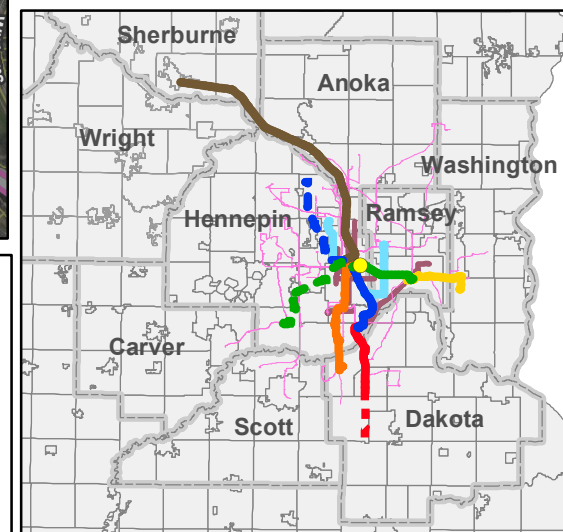 Sherburne
Anoka
Wright
Washington
Hennepin
Ramsey
Carver
Scott
Dakota